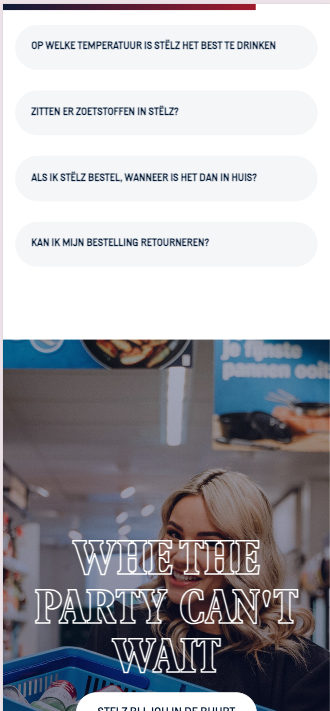 OP WELKE TEMPERATUUR IS STËLZ HET BEST TE DRINKEN
ZITTEN ER ZOETSTOFFEN IN STËLZ?
ALS IK STËLZ BESTEL, WANNEER IS HET DAN IN HUIS?
KAN IK MIJN BESTELLING RETOURNEREN?
Je fijnste
pannen ooit
WHE THE
PARTY CAN'T
WAIT
STELZ BIJ JOU IN DE BUURT